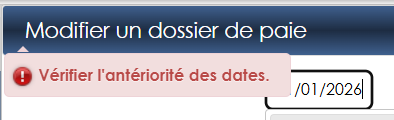 Modifier un dossier de paie
Vérifier l'antériorité des dates.
/01/2026